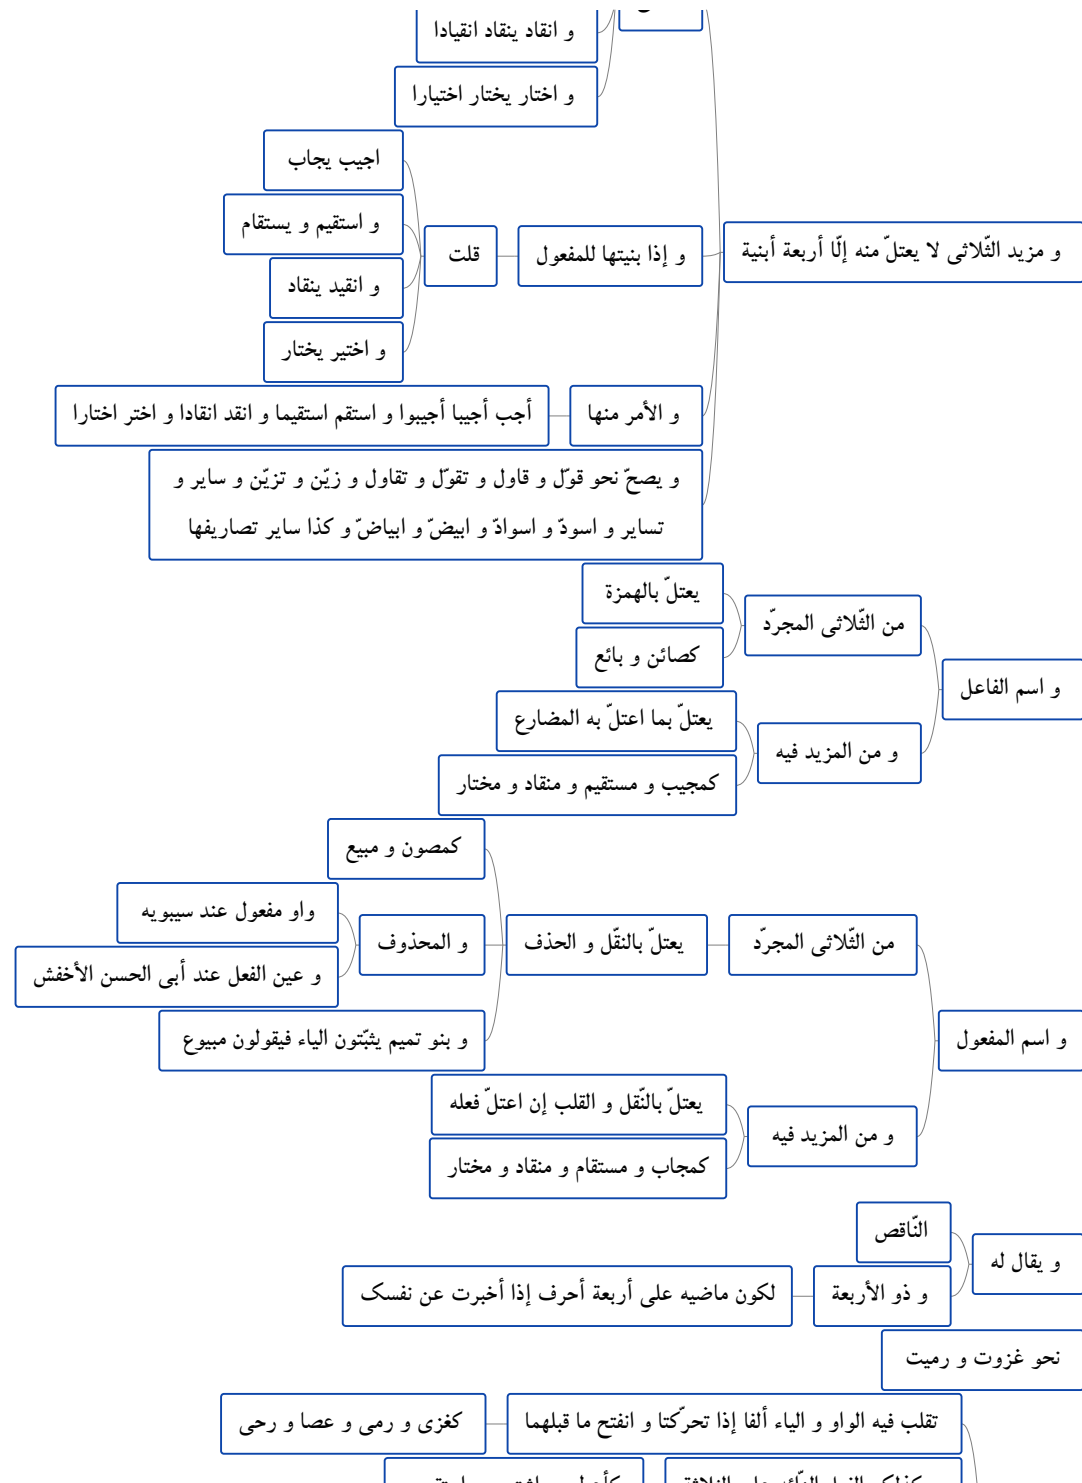 و انقاد ينقاد انقيادا
و اختار يختار اختيارا
و مزيد الثّلاثى لا يعتلّ منه إلّا أربعة أبنية
و إذا بنيتها للمفعول
قلت
اجيب يجاب
و استقيم و يستقام
و انقيد ينقاد
و اختير يختار
و الأمر منها
أجب أجيبا أجيبوا و استقم استقيما و انقد انقادا و اختر اختارا
و يصحّ نحو قوّل و قاول و تقوّل و تقاول و زيّن و تزيّن و ساير و
تساير و اسودّ و اسوادّ و ابيضّ و ابياضّ و كذا ساير تصاريفها
و اسم الفاعل
من الثّلاثى المجرّد
يعتلّ بالهمزة
كصائن و بائع
و من المزيد فيه
يعتلّ بما اعتلّ به المضارع
كمجيب و مستقيم و منقاد و مختار
و اسم المفعول
من الثّلاثى المجرّد
يعتلّ بالنقّل و الحذف
كمصون و مبيع
و المحذوف
واو مفعول عند سيبويه
و عين الفعل عند أبى الحسن الأخفش
و بنو تميم يثبّتون الياء فيقولون مبيوع
و من المزيد فيه
يعتلّ بالنّقل و القلب إن اعتلّ فعله
كمجاب و مستقام و منقاد و مختار
و يقال له
النّاقص
و ذو الأربعة
لكون ماضيه على أربعة أحرف إذا أخبرت عن نفسک
نحو غزوت و رميت
تقلب فيه الواو و الياء ألفا إذا تحرّكتا و انفتح ما قبلهما
كغزى و رمى و عصا و رحى